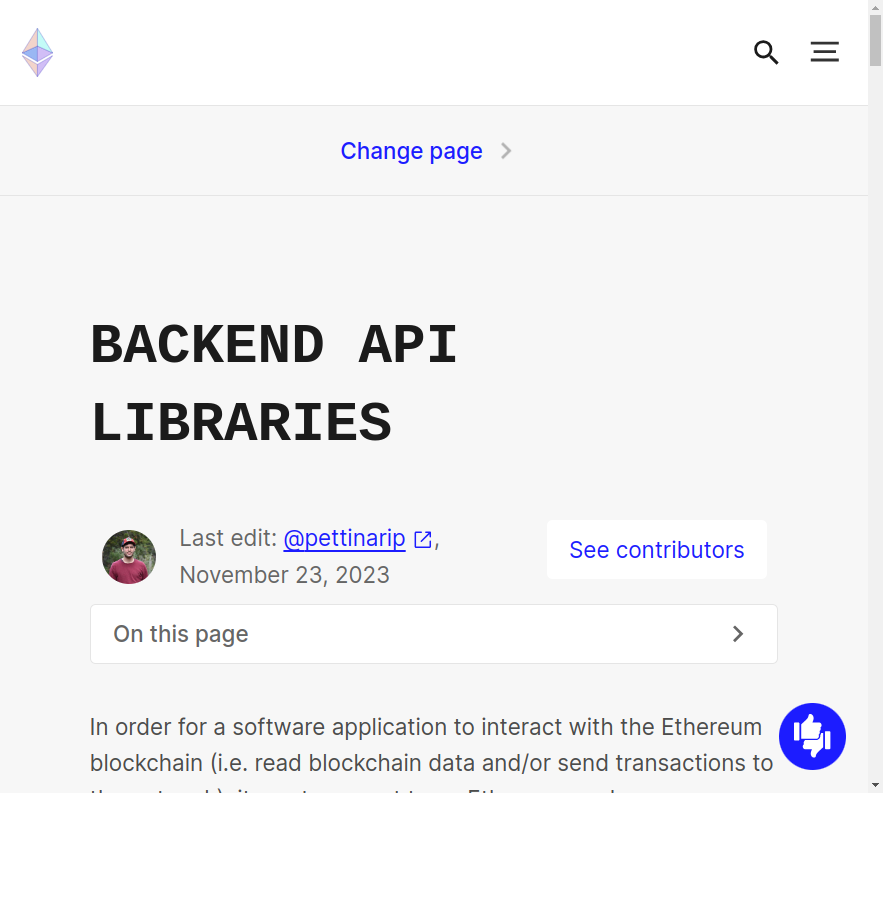 Change page
BACKEND API
LIBRARIES
Last edit: @pettinarip,
November 23, 2023
See contributors
On this page
In order for a software application to interact with the Ethereum
blockchain (i.e. read blockchain data and/or send transactions to